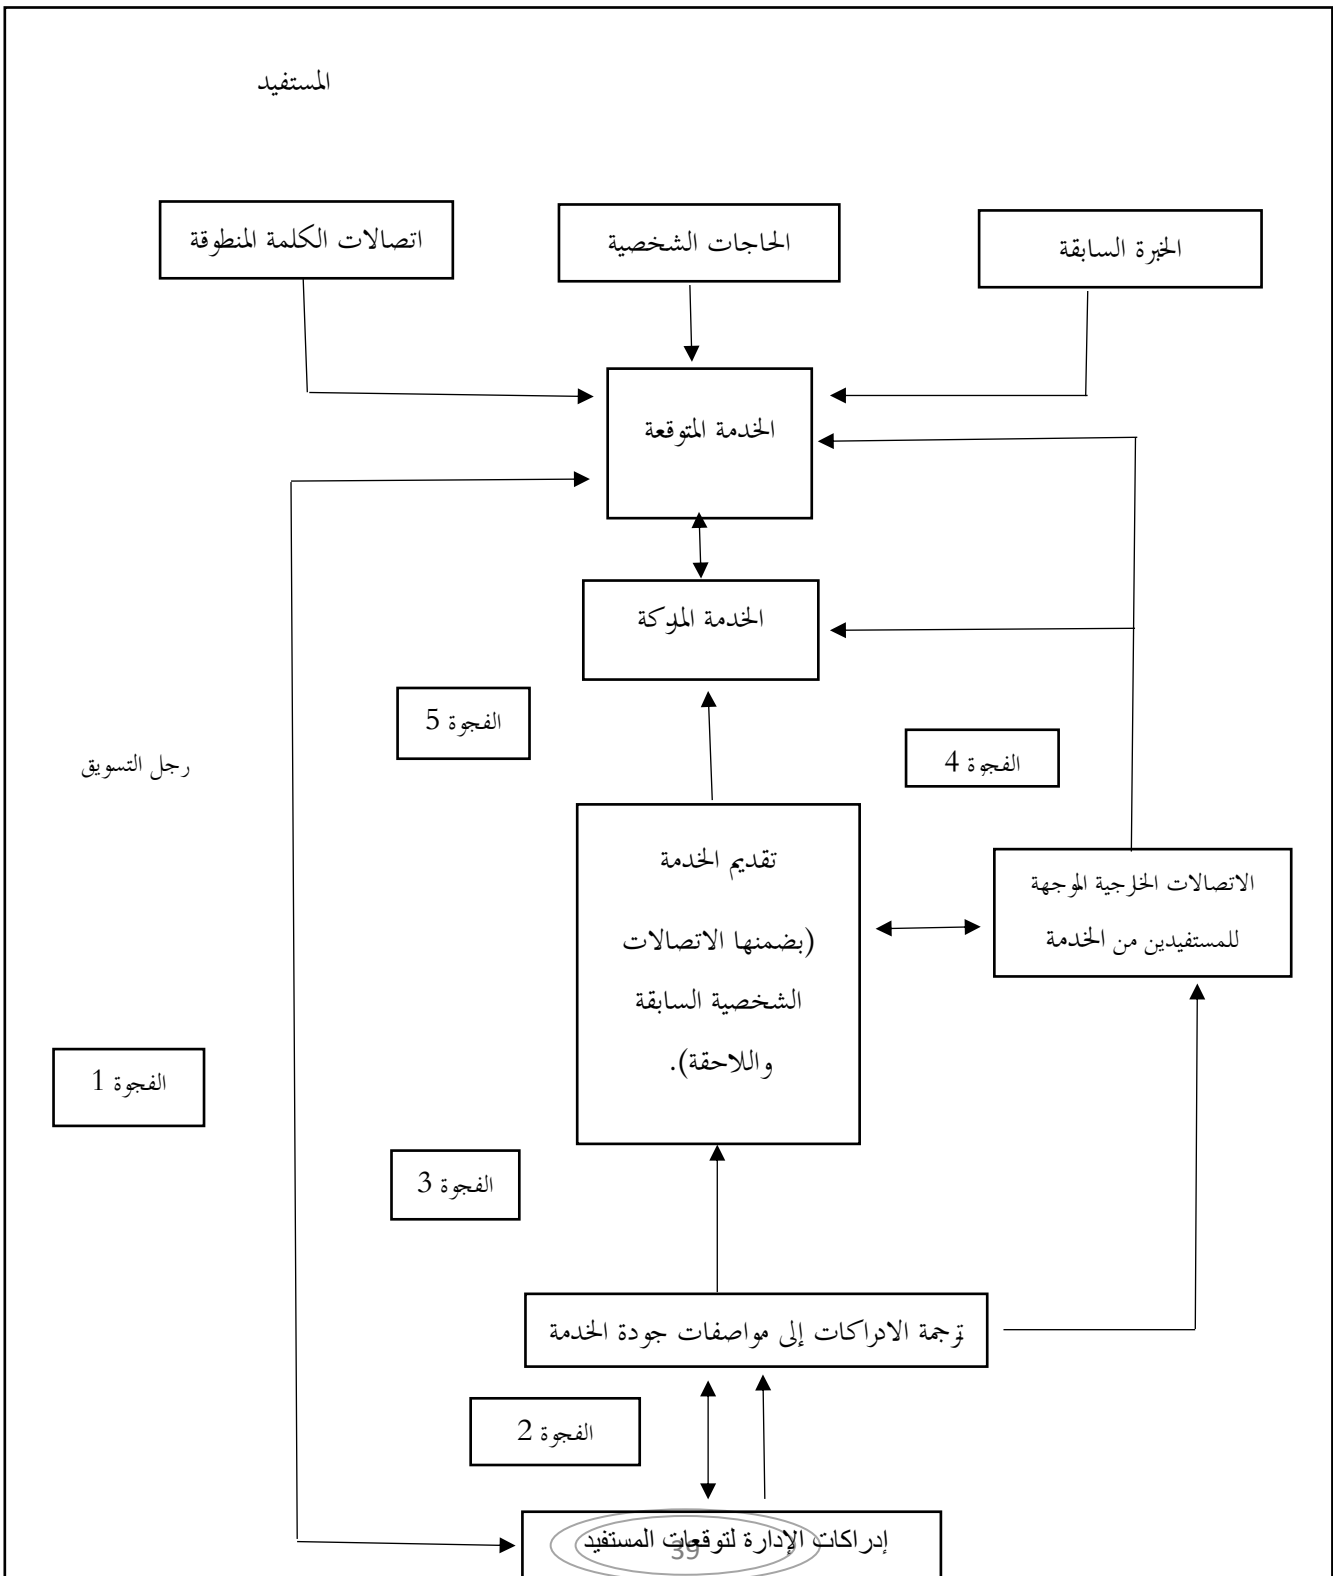 المستفيد
الخبرة السابقة
الحاجات الشخصية
اتصالات الكلمة المنطوقة
الخدمة المتوقعة
الخدمة المدركة
الفجوة 5
الفجوة 4
رجل التسويق
تقديم الخدمة
(بضمنها الاتصالات
الشخصية السابقة
واللاحقة).
الاتصالات الخارجية الموجهة
للمستفيدين من الخدمة
الفجوة 1
الفجوة 3
ترجمة الادراكات إلى مواصفات جودة الخدمة
الفجوة 2
إدراكات الإدارة لتوقعات المستفيد
39